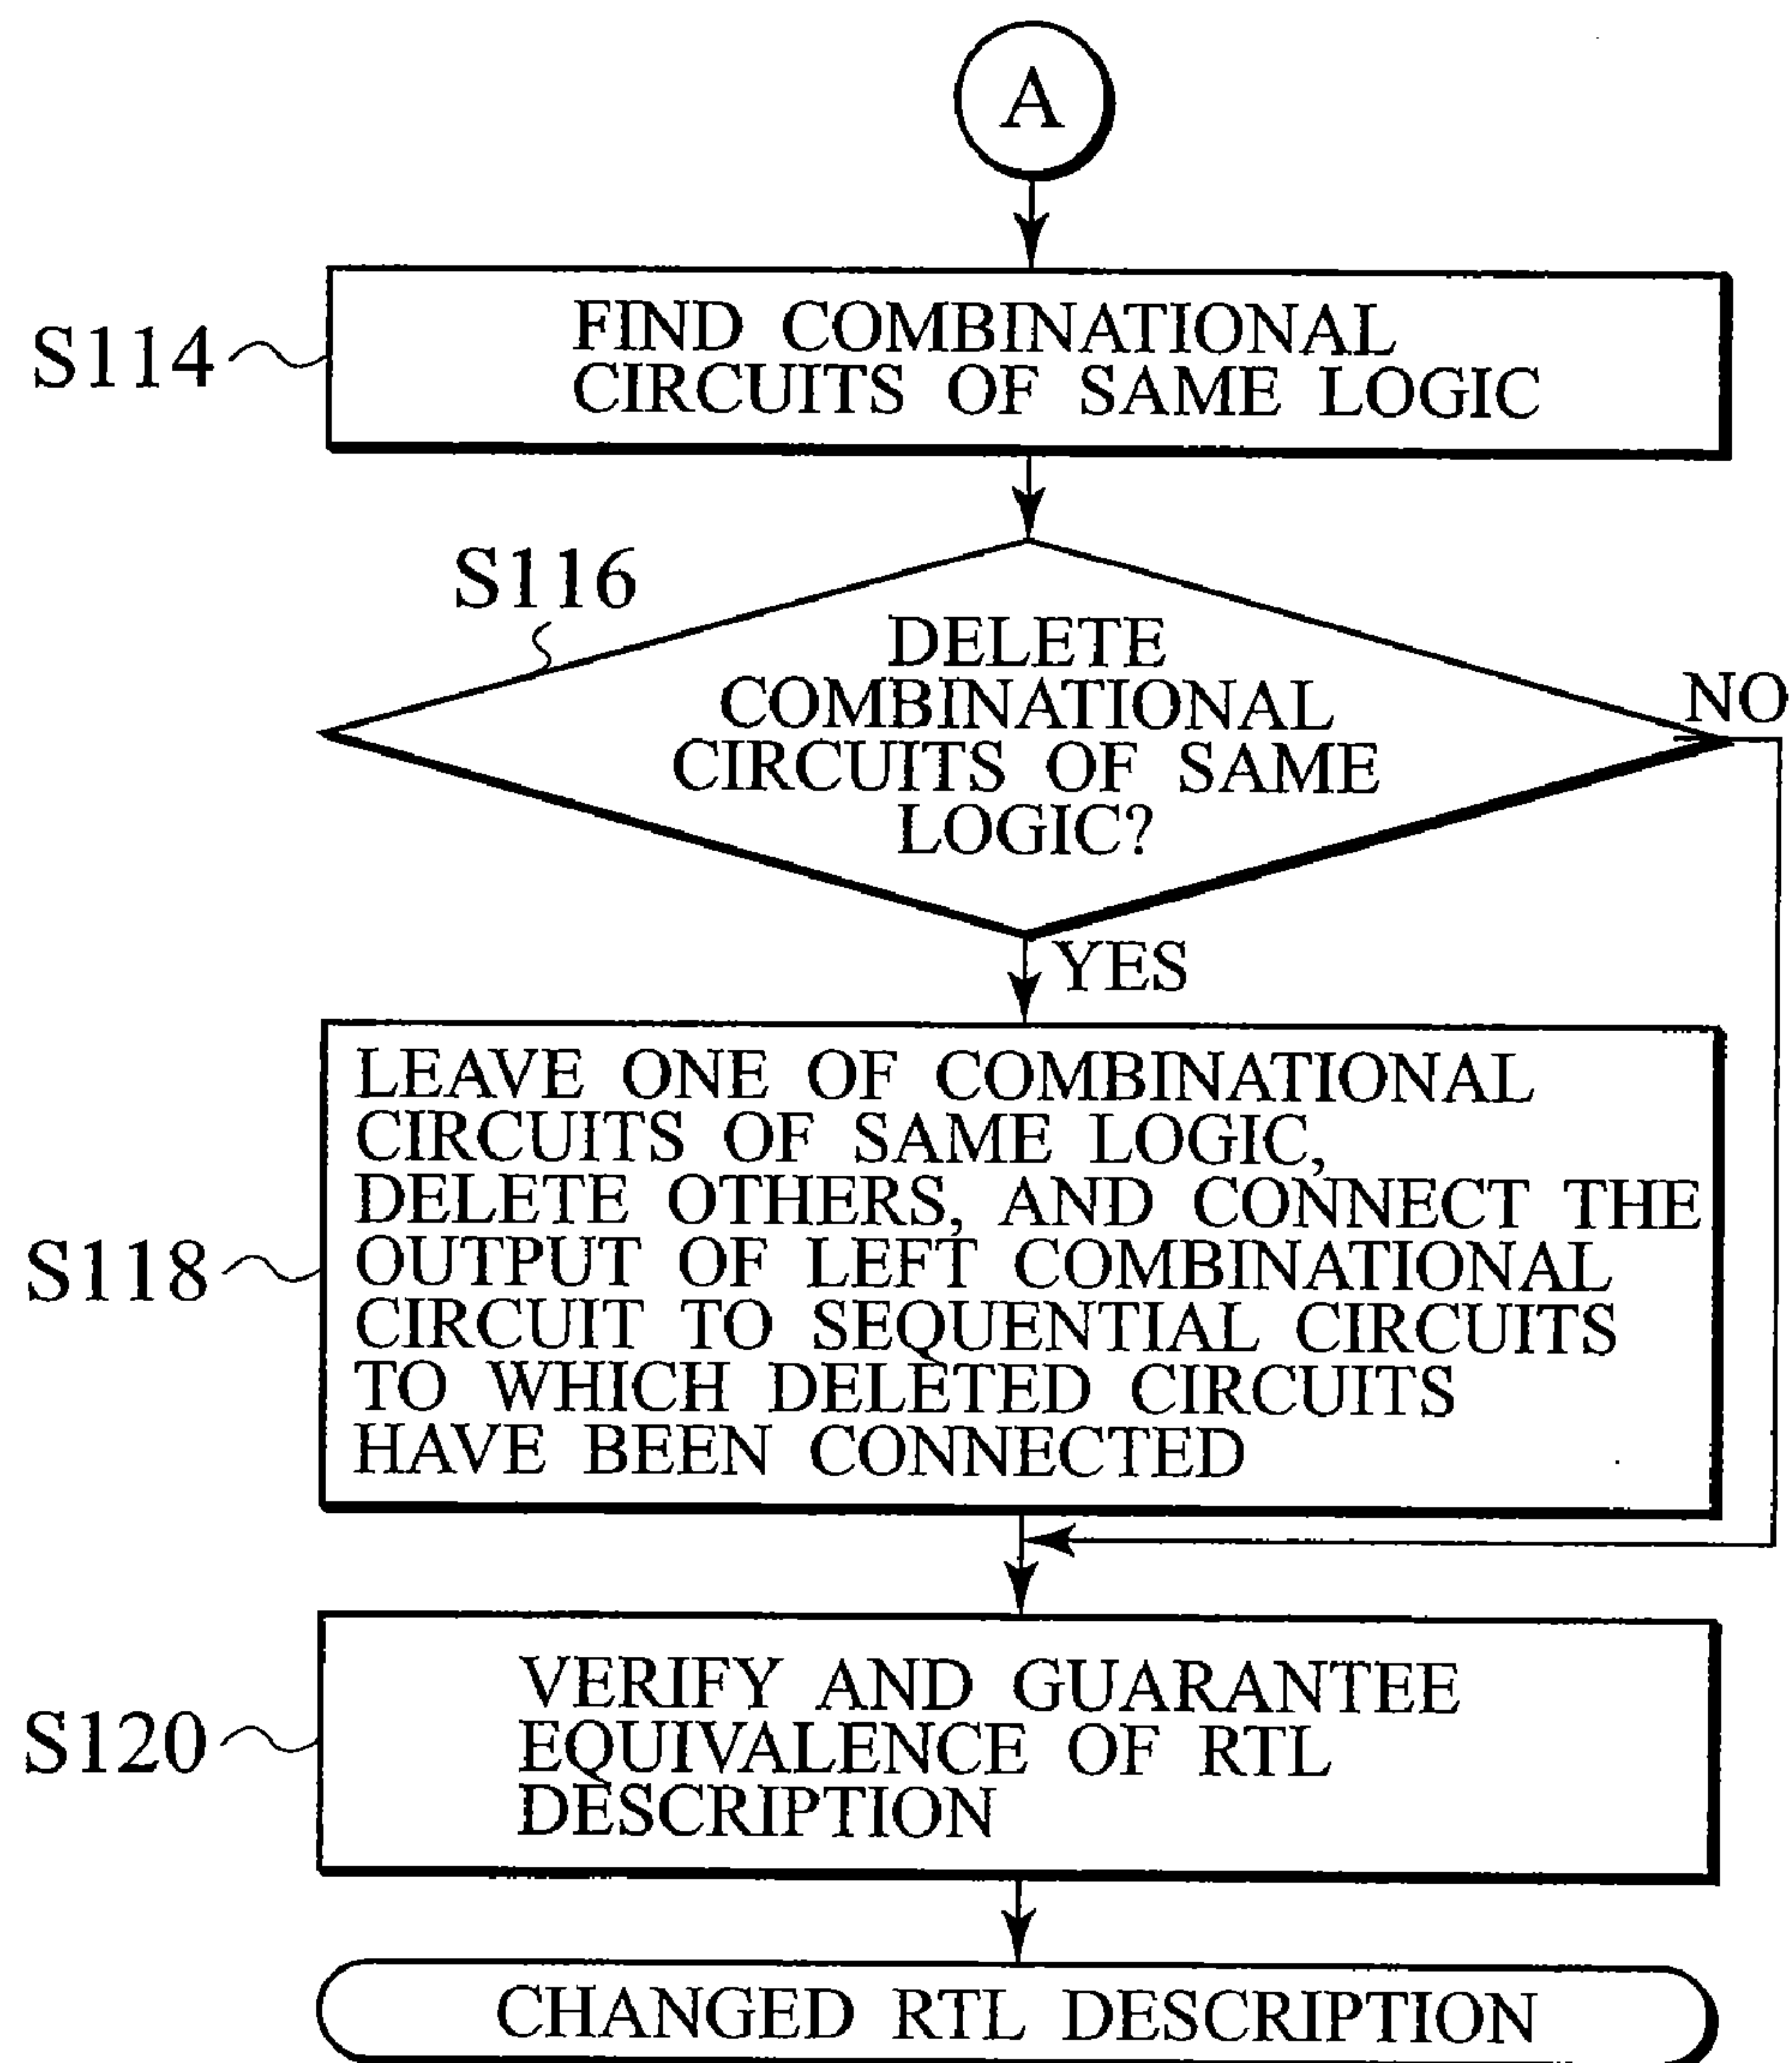 A
S114
FIND COMBINATIONAL
CIRCUITS OF SAME LOGIC
S116
DELETE
COMBINATIONAL
CIRCUITS OF SAME
LOGIC?
NO
YES
S118
LEAVE ONE OF COMBINATIONAL
CIRCUITS OF SAME LOGIC,
DELETE OTHERS, AND CONNECT THE
OUTPUT OF LEFT COMBINATIONAL
CIRCUIT TO SEQUENTIAL CIRCUITS
TO WHICH DELETED CIRCUITS
HAVE BEEN CONNECTED
S120
VERIFY AND GUARANTEE
EQUIVALENCE OF RTL
DESCRIPTION
CHANGED RTL DESCRIPTION